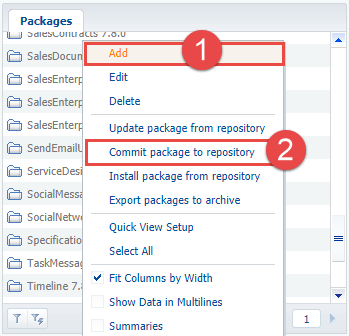 Packages
SalesContracts 7.8.0
SalesDocum
SalesEnterp
SalesEnterp
SalesEnterp
SendEmailU
ServiceDesi
SocialMessa
SocialNetwo
Specification
TaskMessag
Timeline 7.8
Add
1
Edit
Delete
Update package from repository
Commit package to repository
2
Install package from repository
Export packages to archive
Quick View Setup
Select All
Fit Columns by Width
Show Data in Multilines
Summaries
1